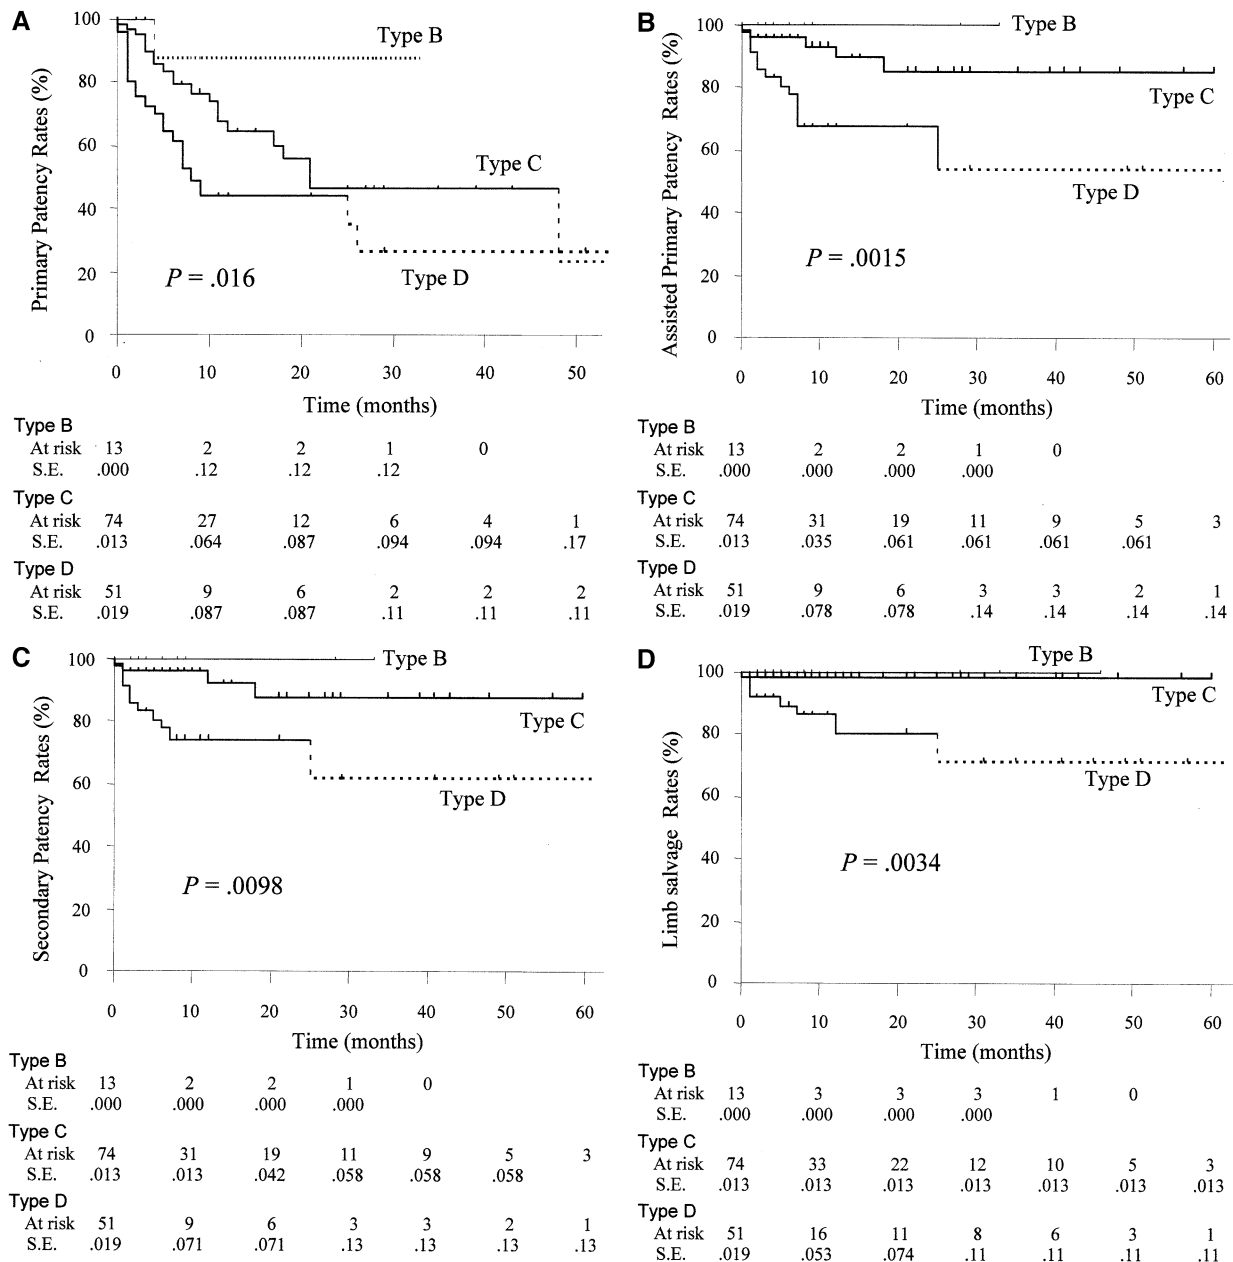 A
Primary Patency Rates (%)
100
80
60
40
20
0
Type B
Type C
Type D
P = .016
0 10 20 30 40 50
Time (months)
Type B
At risk 13 2 2 1 0
S.E. .000 .12 .12 .12
Type C
At risk 74 27 12 6 4 1
S.E. .013 .064 .087 .094 .094 .17
Type D
At risk 51 9 6 2 2 2
S.E. .019 .087 .087 .11 .11 .11
B
Assisted Primary Patency Rates (%)
100
80
60
40
20
0
Type B
Type C
Type D
P = .0015
0 10 20 30 40 50 60
Time (months)
Type B
At risk 13 2 2 1 0
S.E. .000 .000 .000 .000
Type C
At risk 74 31 19 11 9 5 3
S.E. .013 .035 .061 .061 .061 .061
Type D
At risk 51 9 6 3 3 2 1
S.E. .019 .078 .078 .14 .14 .14 .14
C
Secondary Patency Rates (%)
100
80
60
40
20
0
Type B
Type C
Type D
P = .0098
0 10 20 30 40 50 60
Time (months)
Type B
At risk 13 2 2 1 0
S.E. .000 .000 .000 .000
Type C
At risk 74 31 19 11 9 5 3
S.E. .013 .013 .042 .058 .058 .058
Type D
At risk 51 9 6 3 3 2 1
S.E. .019 .071 .071 .13 .13 .13 .13
D
Limb salvage Rates (%)
100
80
60
40
20
0
Type B
Type C
Type D
P = .0034
0 10 20 30 40 50 60
Time (months)
Type B
At risk 13 3 3 3 1 0
S.E. .000 .000 .000 .000
Type C
At risk 74 33 22 12 10 5 3
S.E. .013 .013 .013 .013 .013 .013 .013
Type D
At risk 51 16 11 8 6 3 1
S.E. .019 .053 .074 .11 .11 .11 .11